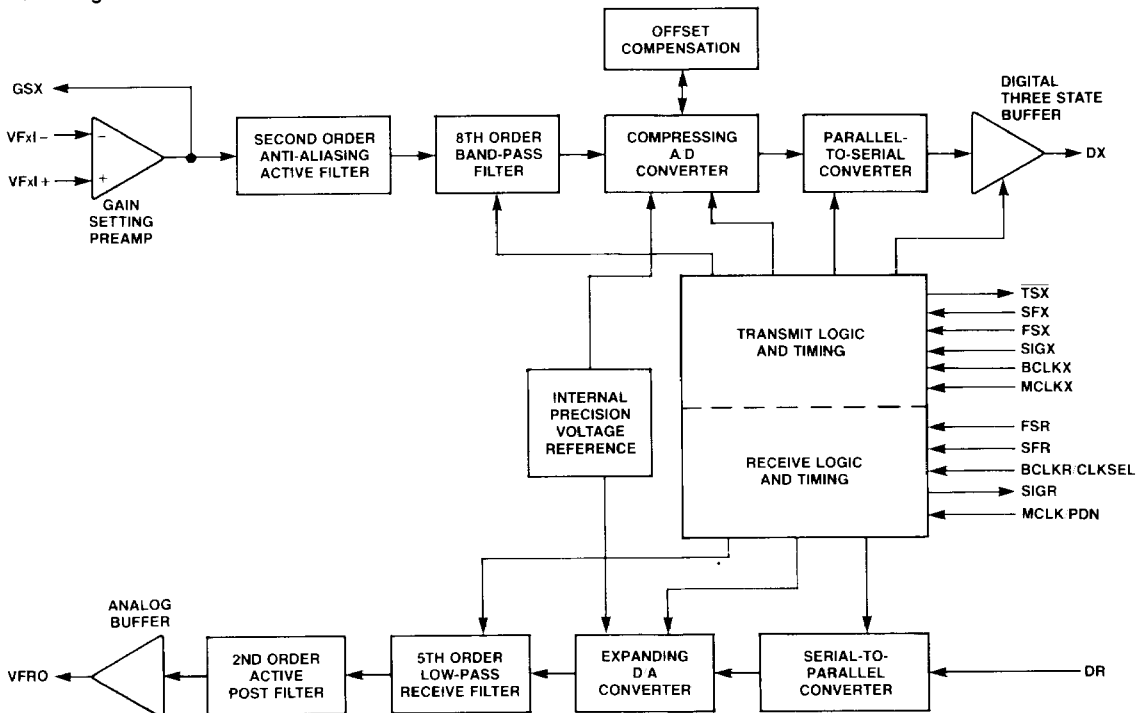 OFFSET
COMPENSATION
GSX
VFxI−
VFxI+
−
+
GAIN
SETTING
PREAMP
SECOND ORDER
ANTI-ALIASING
ACTIVE FILTER
8TH ORDER
BAND-PASS
FILTER
COMPRESSING
A/D
CONVERTER
PARALLEL-
TO-SERIAL
CONVERTER
DIGITAL
THREE STATE
BUFFER
DX
TRANSMIT LOGIC
AND TIMING
TSX
SFX
FSX
SIGX
BCLKX
MCLKX
INTERNAL
PRECISION
VOLTAGE
REFERENCE
RECEIVE LOGIC
AND TIMING
FSR
SFR
BCLKR/CLKSEL
SIGR
MCLK PDN
ANALOG
BUFFER
VFRO
2ND ORDER
ACTIVE
POST FILTER
5TH ORDER
LOW-PASS
RECEIVE FILTER
EXPANDING
D/A
CONVERTER
SERIAL-TO-
PARALLEL
CONVERTER
DR